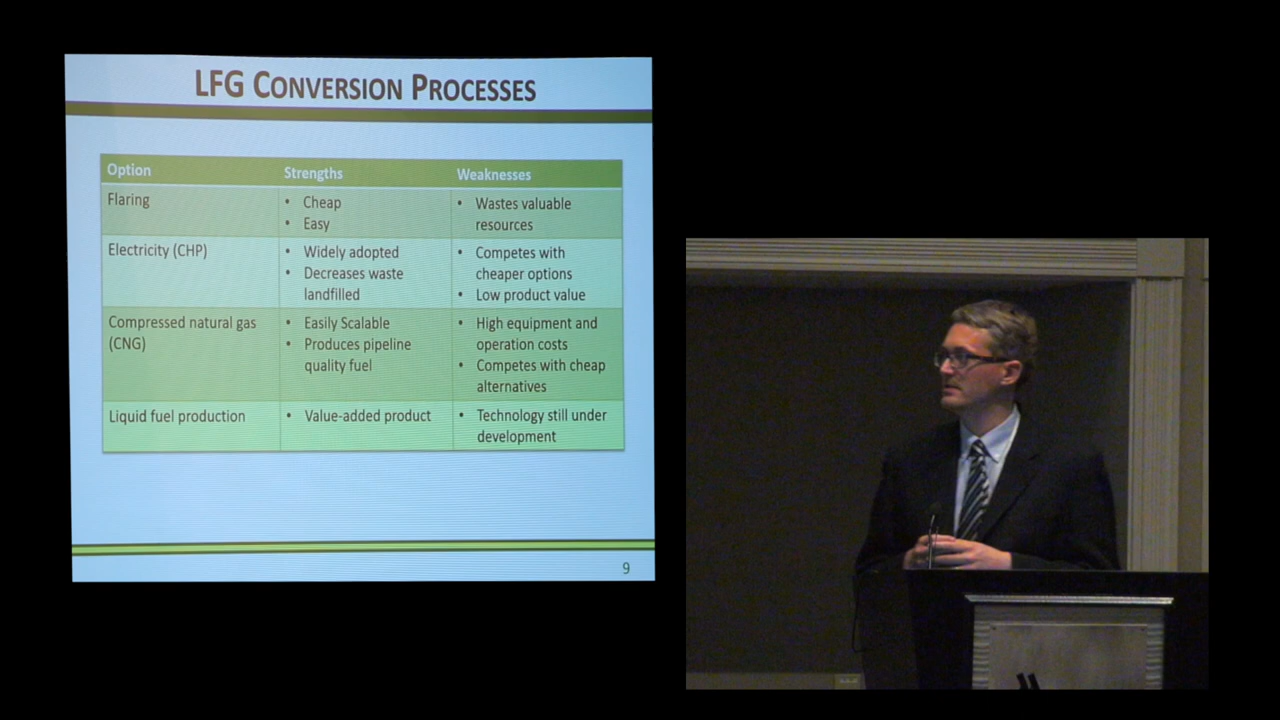 LFG CONVERSION PROCESSES
Option Strengths Weaknesses
Flaring
• Cheap
• Easy
• Wastes valuable
resources
Electricity (CHP)
• Widely adopted
• Decreases waste
landfilled
• Competes with
cheaper options
• Low product value
Compressed natural gas
(CNG)
• Easily Scalable
• Produces pipeline
quality fuel
• High equipment and
operation costs
• Competes with cheap
alternatives
Liquid fuel production
• Value-added product
• Technology still under
development
9